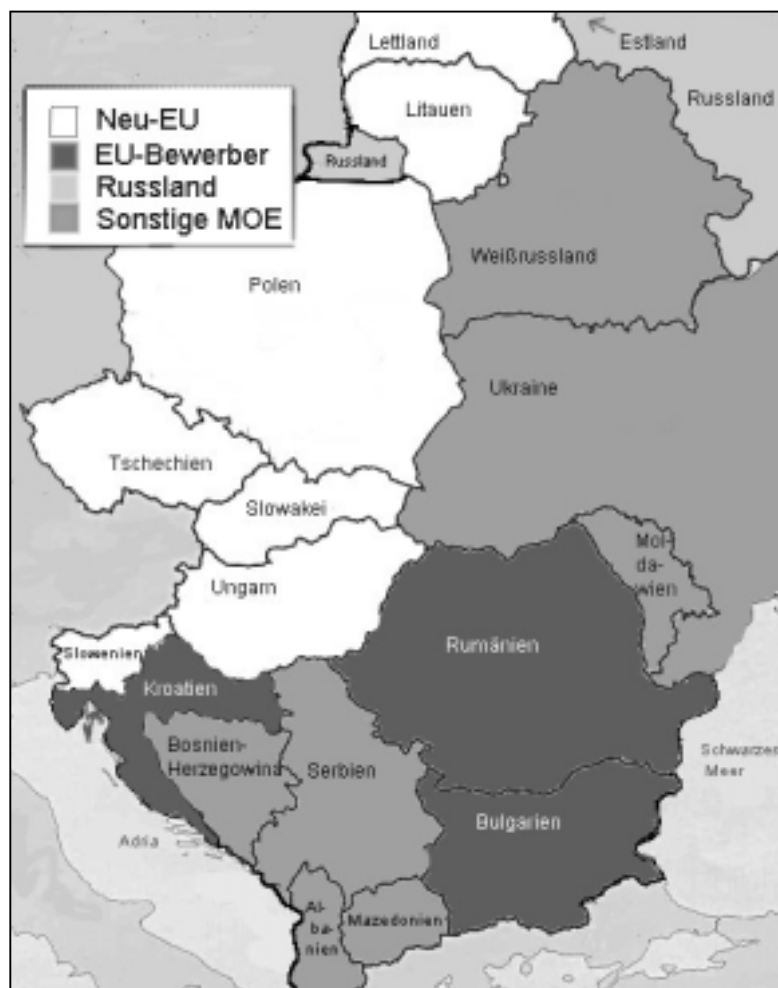 Lettland
Estland
Russland
Litauen
Neu-EU
EU-Bewerber
Russland
Sonstige MOE
Russland
Weißrussland
Polen
Ukraine
Tschechien
Slowakei
Mol-
da-
wien
Ungarn
Slowenien
Rumänien
Kroatien
Bosnien-
Herzegowina
Serbien
Schwarzes
Meer
Bulgarien
Adria
Al-
ba-
nien
Mazedonien